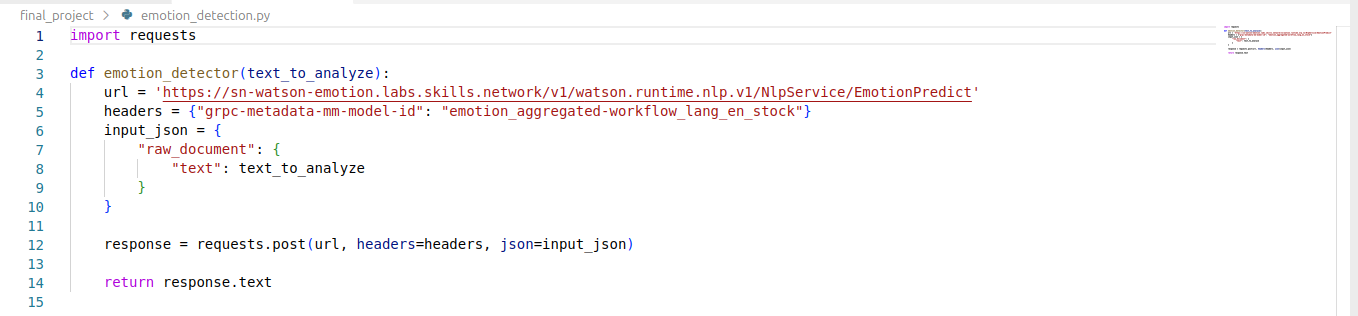 final_project > emotion_detection.py
1 import requests
2
3 def emotion_detector(text_to_analyze):
4     url = 'https://sn-watson-emotion.labs.skills.network/v1/watson.runtime.nlp.v1/NlpService/EmotionPredict'
5     headers = {"grpc-metadata-mm-model-id": "emotion_aggregated-workflow_lang_en_stock"}
6     input_json = {
7         "raw_document": {
8             "text": text_to_analyze
9         }
10     }
11
12     response = requests.post(url, headers=headers, json=input_json)
13
14     return response.text
15